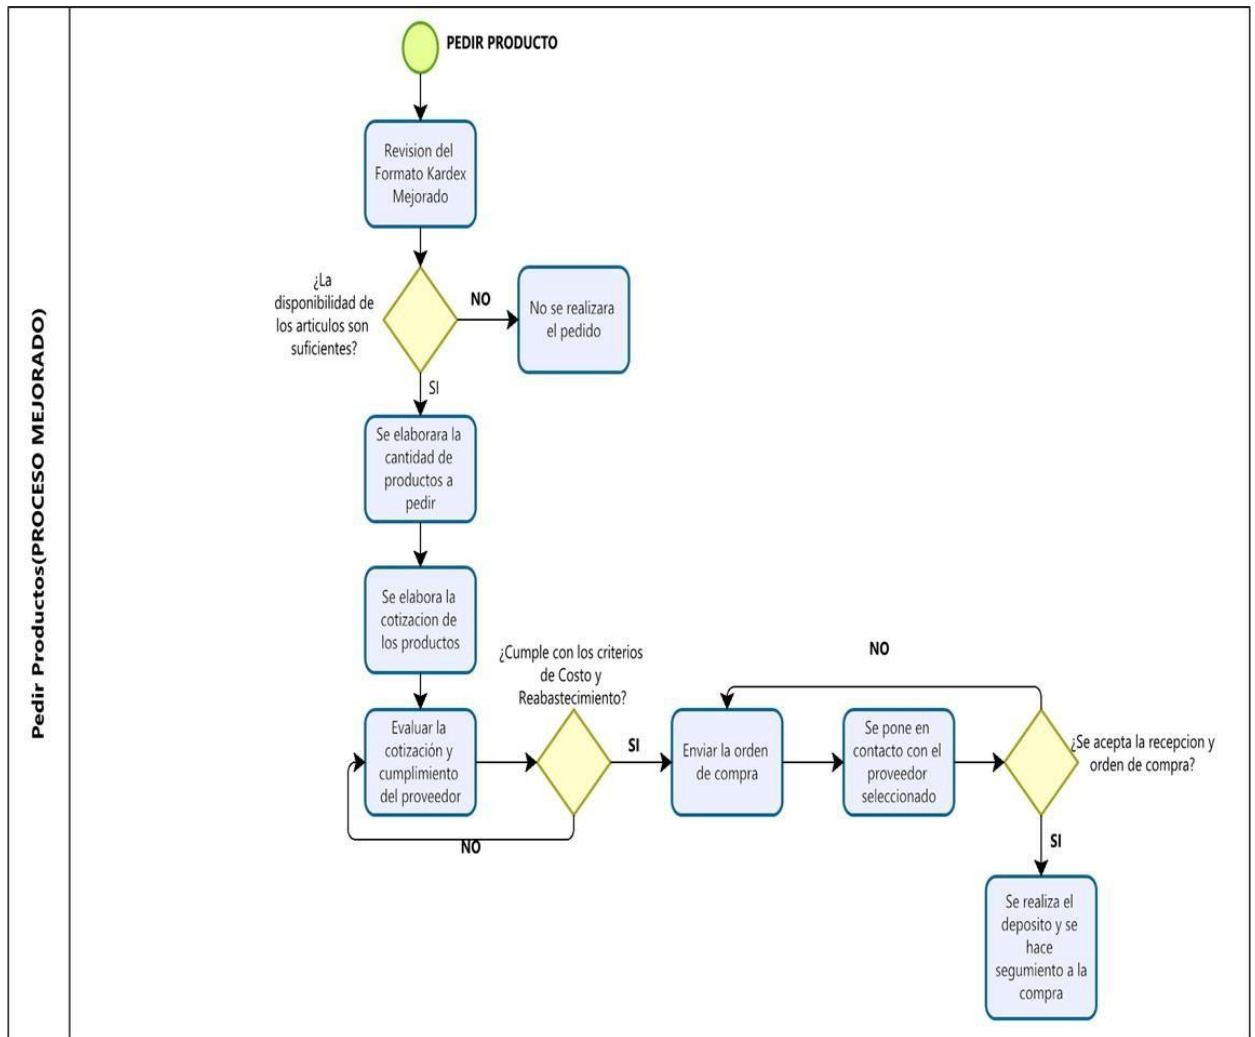 Pedir Productos(PROCESO MEJORADO)
PEDIR PRODUCTO
Revision del
Formato Kardex
Mejorado
¿La
disponibilidad de
los articulos son
suficientes?
NO
No se realizara
el pedido
SI
Se elaborara la
cantidad de
productos a
pedir
Se elabora la
cotizacion de
los productos
Evaluar la
cotización y
cumplimiento
del proveedor
¿Cumple con los criterios
de Costo y
Reabastecimiento?
NO
SI
Enviar la orden
de compra
Se pone en
contacto con el
proveedor
seleccionado
NO
¿Se acepta la recepcion y
orden de compra?
SI
Se realiza el
deposito y se
hace
segumiento a la
compra